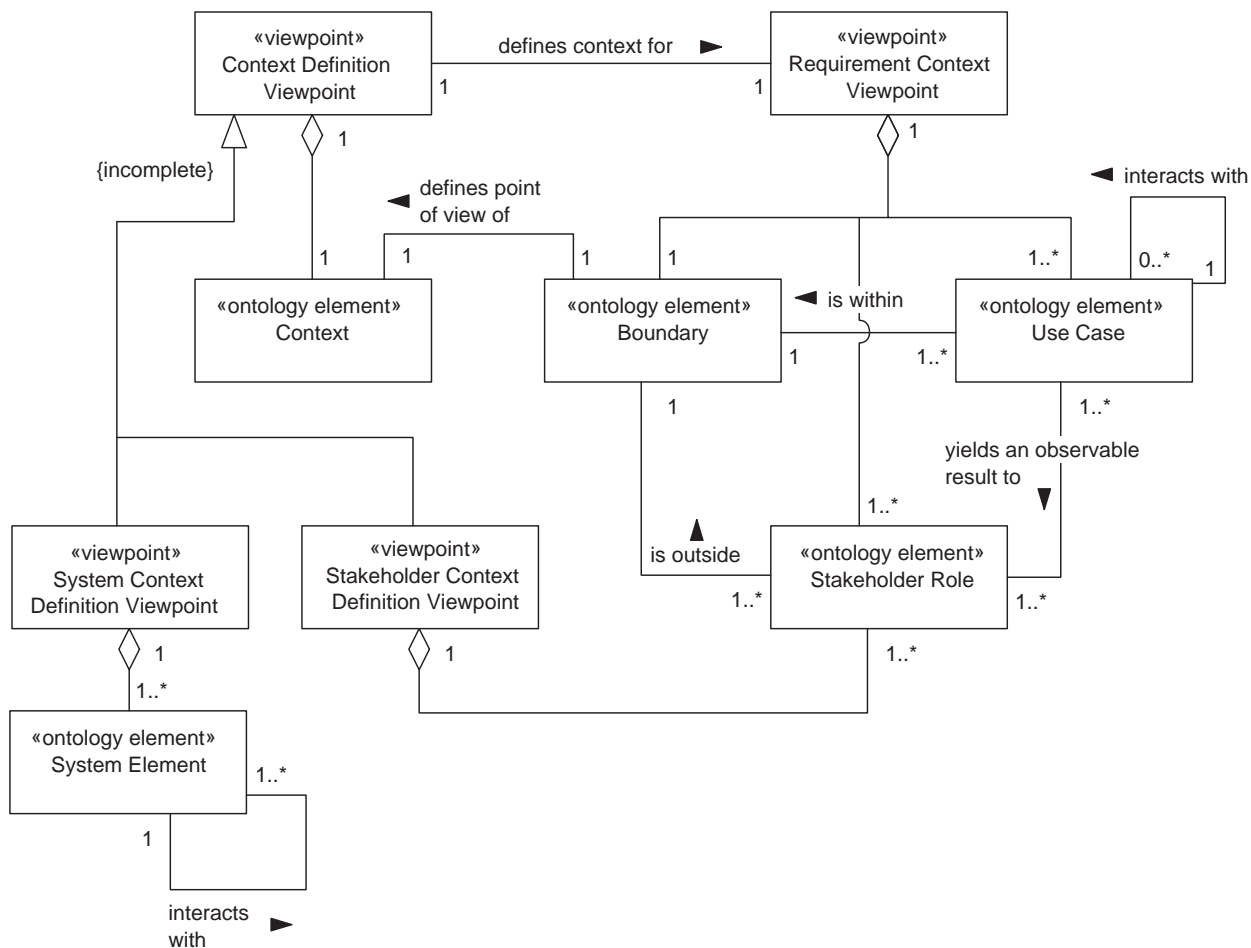 «viewpoint»
Context Definition
Viewpoint
defines context for
«viewpoint»
Requirement Context
Viewpoint
1
1
1
1
{incomplete}
defines point
of view of
interacts with
1
1
1
1
1..*
0..*
1
«ontology element»
Context
«ontology element»
Boundary
is within
«ontology element»
Use Case
1
1..*
1
1..*
yields an observable
result to
1..*
«viewpoint»
System Context
Definition Viewpoint
«viewpoint»
Stakeholder Context
Definition Viewpoint
is outside
«ontology element»
Stakeholder Role
1..*
1..*
1
1
1..*
1..*
«ontology element»
System Element
1..*
1
interacts
with